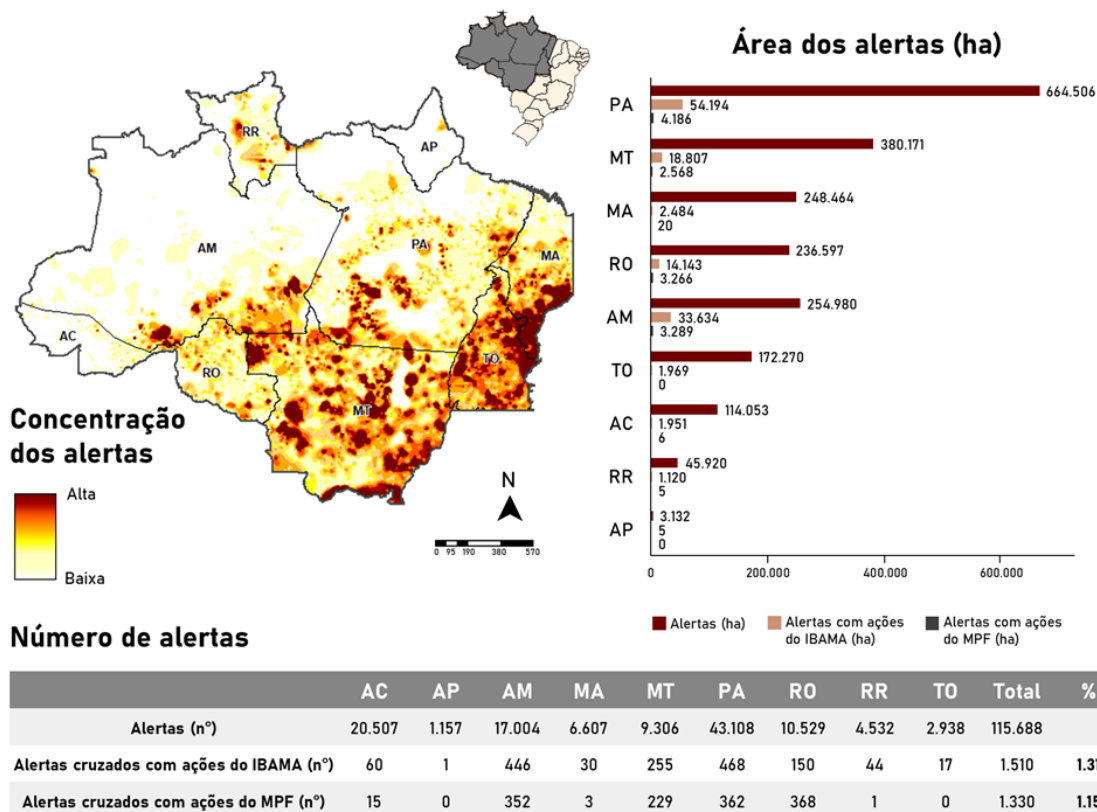 Área dos alertas (ha)
PA
664.506
54.194
4.186
MT
380.171
18.807
2.568
MA
248.464
2.484
20
RO
236.597
14.143
3.266
AM
254.980
33.634
3.289
TO
172.270
1.969
0
AC
114.053
1.951
6
RR
45.920
1.120
5
AP
3.132
5
0
0 200.000 400.000 600.000
Alertas (ha)
Alertas com ações
do IBAMA (ha)
Alertas com ações
do MPF (ha)
RR
AP
AM
PA
MA
AC
RO
TO
MT
Concentração
dos alertas
Alta
Baixa
N
0 95 190 380 570
Número de alertas
AC AP AM MA MT PA RO RR TO Total %
Alertas (n°) 20.507 1.157 17.004 6.607 9.306 43.108 10.529 4.532 2.938 115.688
Alertas cruzados com ações do IBAMA (n°) 60 1 446 30 255 468 150 44 17 1.510
Alertas cruzados com ações do MPF (n°) 15 0 352 3 229 362 368 1 0 1.330 1.15